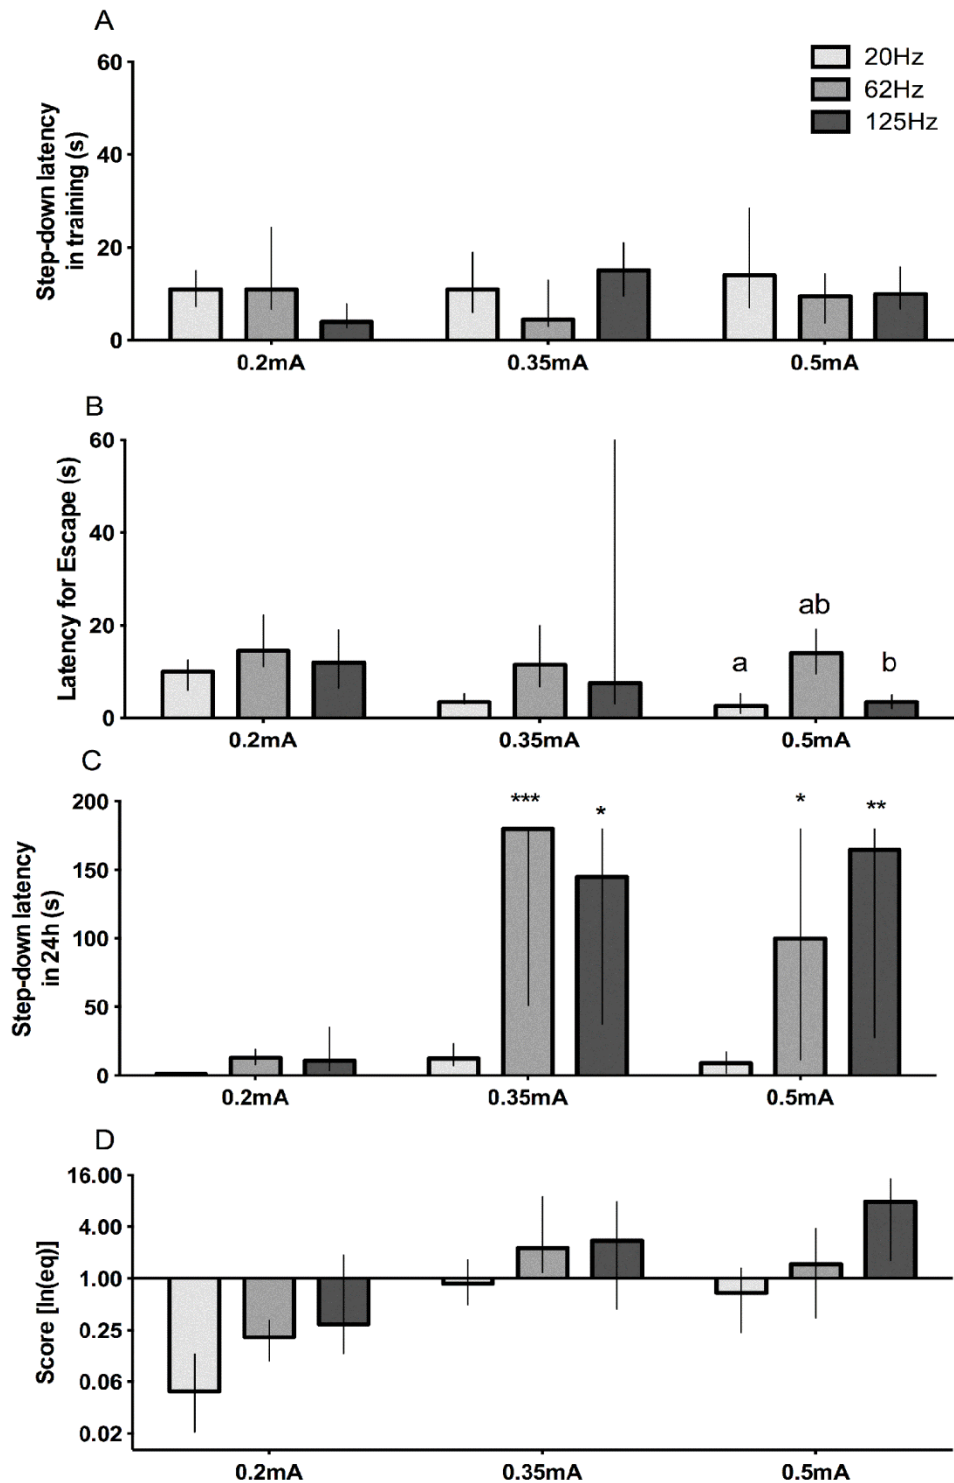 A
20Hz
62Hz
125Hz
Step-down latency
in training (s)
60
40
20
0
0.2mA
0.35mA
0.5mA
B
Latency for Escape (s)
60
40
20
0
a
ab
b
0.2mA
0.35mA
0.5mA
C
Step-down latency
in 24h (s)
200
150
100
50
0
***
*
*
**
0.2mA
0.35mA
0.5mA
D
Score [ln(eq)]
16.00
4.00
1.00
0.25
0.06
0.02
0.2mA
0.35mA
0.5mA